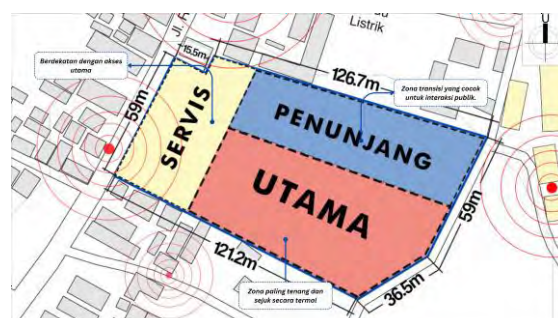 Listrik
Jl.
15.5m
Berdekatan dengan akses
utama
126.7m
Zona transisi yang cocok
untuk interaksi publik.
59m
SERVIS
PENUNJANG
UTAMA
59m
121.2m
36.5m
Zona paling tenang dan
sejuk secara termal